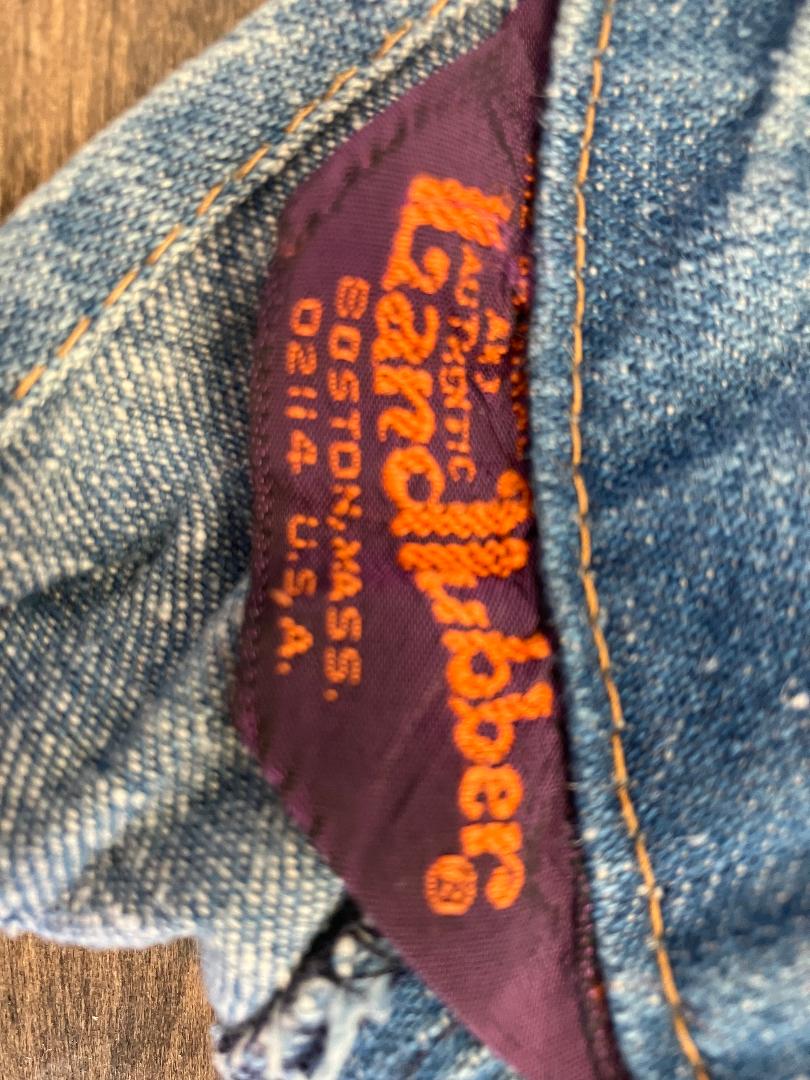 AN
AUTHENTIC
Landlubber ®
BOSTON, MASS.
02114 U.S.A.